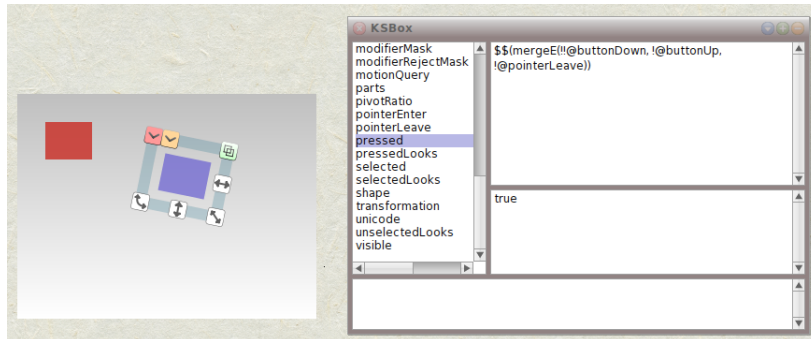 KSBox
modifierMask
modifierRejectMask
motionQuery
parts
pivotRatio
pointerEnter
pointerLeave
pressed
pressedLooks
selected
selectedLooks
shape
transformation
unicode
unselectedLooks
visible
$$(mergeE(!!@buttonDown, !@buttonUp,
!@pointerLeave))
true